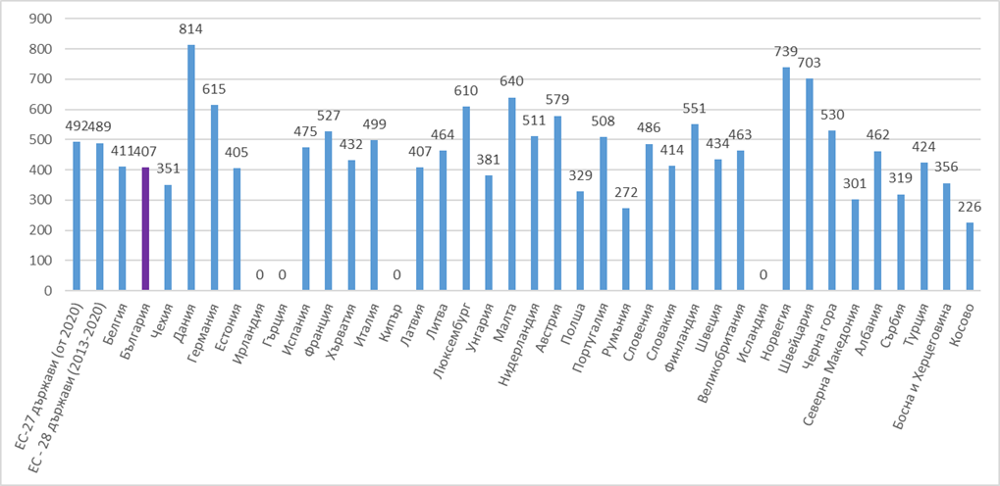 900
800
700
600
500
400
300
200
100
0
492
489
411
407
351
814
615
405
0
0
475
527
432
499
0
407
464
610
381
640
511
579
329
508
272
486
414
551
434
463
0
739
703
530
301
462
319
424
356
226
ЕС-27 държави (от 2020)
ЕС - 28 държави (2013-2020)
Белгия
България
Чехия
Дания
Германия
Естония
Ирландия
Гърция
Испания
Франция
Хърватия
Италия
Кипър
Латвия
Литва
Люксембург
Унгария
Малта
Нидерландия
Австрия
Полша
Португалия
Румъния
Словения
Словакия
Финландия
Швеция
Великобритания
Исландия
Норвегия
Швейцария
Черна гора
Северна Македония
Албания
Сърбия
Турция
Босна и Херцеговина
Косово